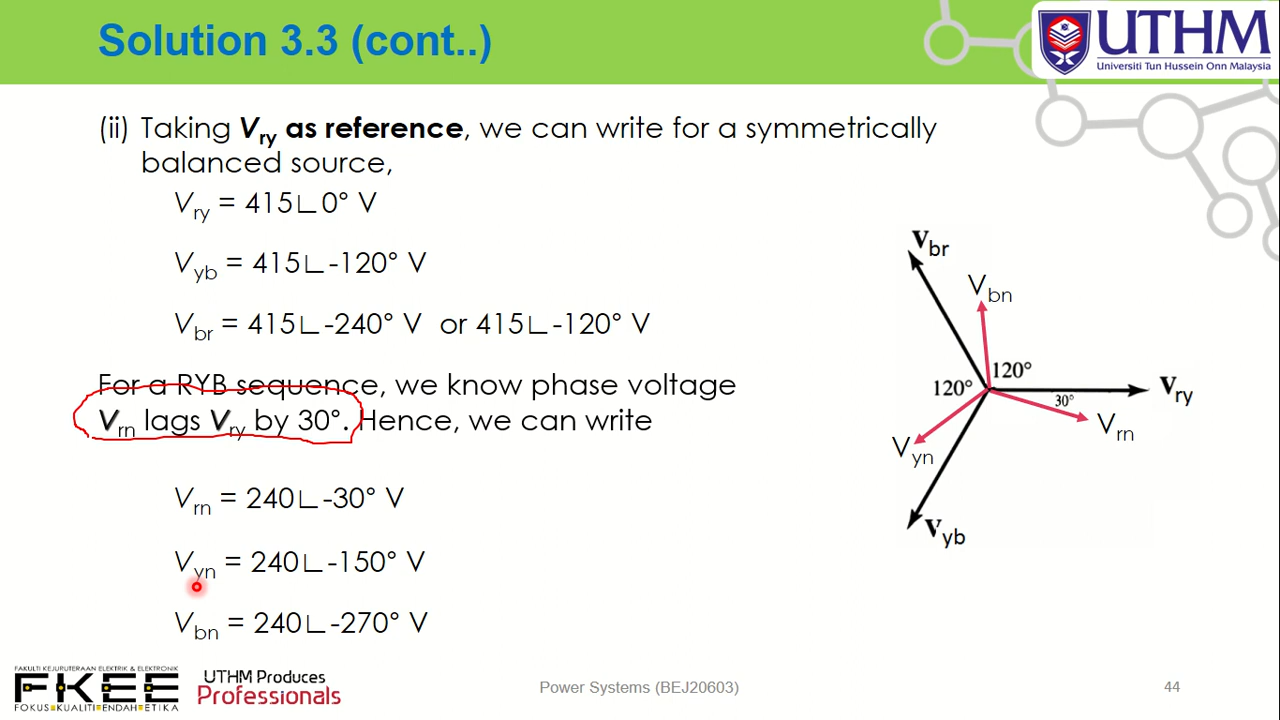 Solution 3.3 (cont..)
UTHM
Universiti Tun Hussein Onn Malaysia
(ii) Taking Vry as reference, we can write for a symmetrically
balanced source,
Vry = 415∟0° V
Vyb = 415∟-120° V
Vbr = 415∟-240° V or 415∟-120° V
For a RYB sequence, we know phase voltage
Vrn lags Vry by 30°. Hence, we can write
Vrn = 240∟-30° V
Vyn = 240∟-150° V
Vbn = 240∟-270° V
Vbr
Vbn
120°
120°
Vry
30°
Vrn
Vyn
Vyb
FAKULTI KEJURUTERAAN ELEKTRIK & ELEKTRONIK
FKEE
FOKUS KUALITI ENDAH ETIKA
UTHM Produces
Professionals
Power Systems (BEJ20603)
44